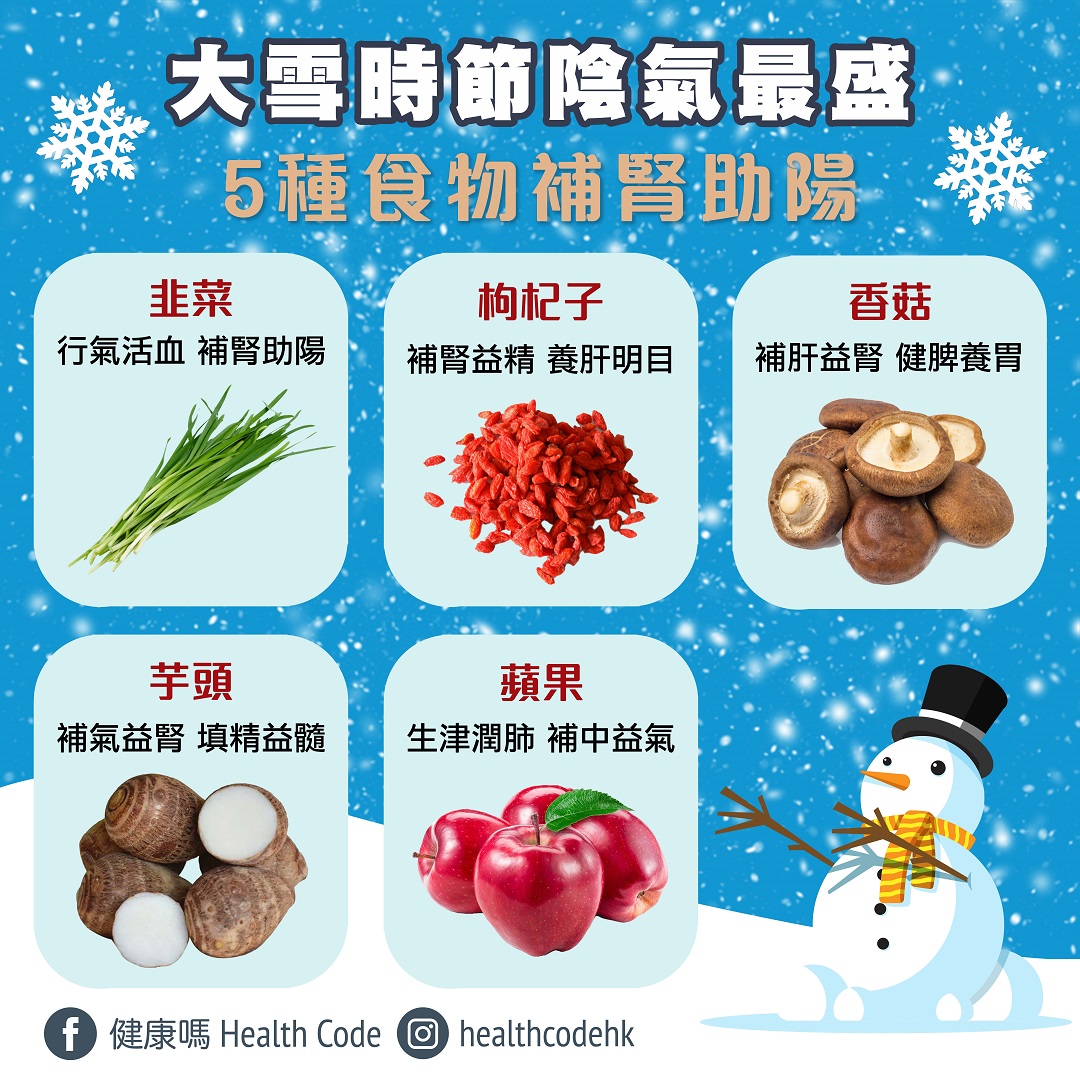 大雪時節陰氣最盛
5種食物補腎助陽
韭菜
行氣活血 補腎助陽
枸杞子
補腎益精 養肝明目
香菇
補肝益腎 健脾養胃
芋頭
補氣益腎 填精益髓
蘋果
生津潤肺 補中益氣
f 健康嗎 Health Code healthcodehk